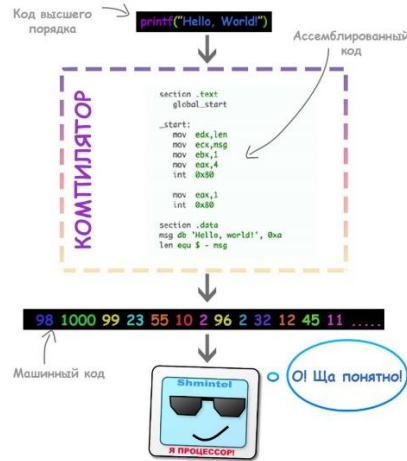 Код высшего
порядка
printf("Hello, World!")
Ассемблированный
код
КОМПИЛЯТОР
section .text
global_start
_start:
mov edx,len
mov ecx,msg
mov ebx,1
mov eax,4
int 0x80
mov eax,1
int 0x80
section .data
msg db 'Hello, world!', 0xa
len equ $ - msg
98 1000 99 23 55 10 2 96 2 32 12 45 11 .....
Машинный код
Shmintel
Я ПРОЦЕССОР!
О! Ща понятно!